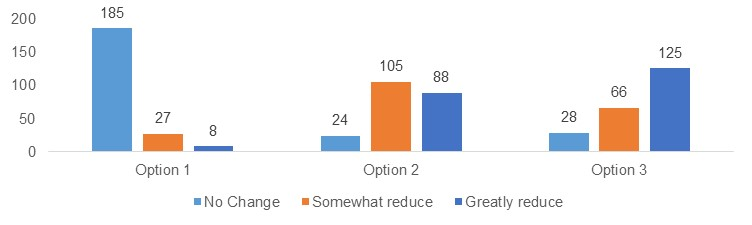 200
150
100
50
0
185
27
8
24
105
88
28
66
125
Option 1
Option 2
Option 3
No Change
Somewhat reduce
Greatly reduce